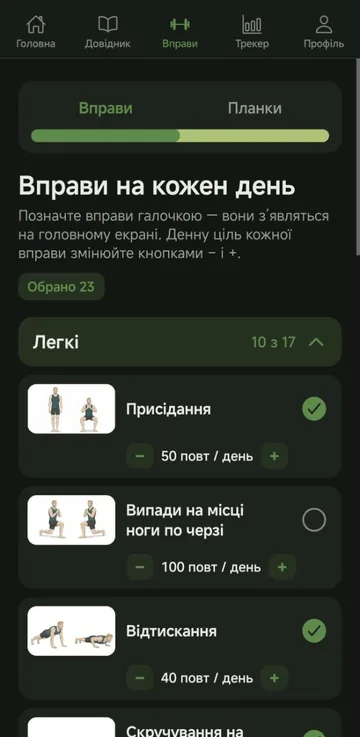 Головна
Довідник
Вправи
Трекер
Профіль
Вправи
Планки
Вправи на кожен день
Позначте вправи галочкою — вони зʼявляться
на головному екрані. Денну ціль кожної
вправи змінюйте кнопками − і +.
Обрано 23
Легкі
10 з 17
Присідання
− 50 повт / день +
Випади на місці
ноги по черзі
− 100 повт / день +
Відтискання
− 40 повт / день +
Скручування на